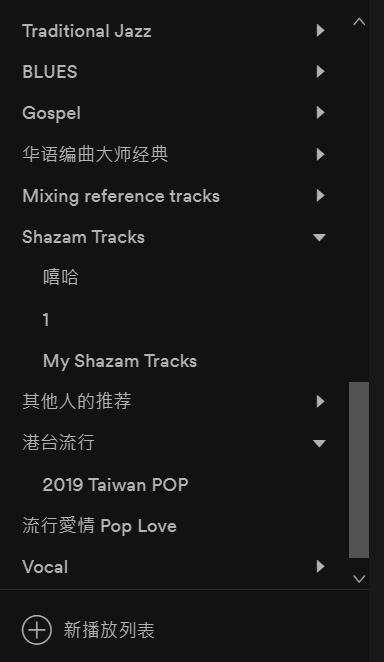 Traditional Jazz
BLUES
Gospel
华语编曲大师经典
Mixing reference tracks
Shazam Tracks
嘻哈
1
My Shazam Tracks
其他人的推荐
港台流行
2019 Taiwan POP
流行愛情 Pop Love
Vocal
新播放列表